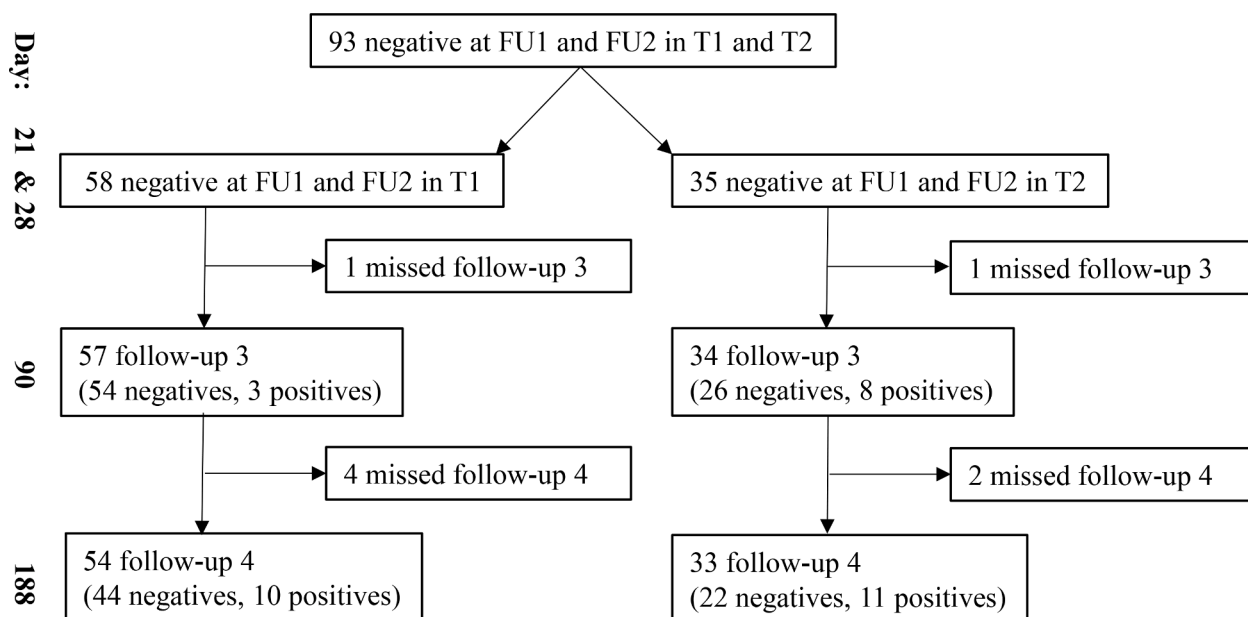 Day:
93 negative at FU1 and FU2 in T1 and T2
21 & 28
58 negative at FU1 and FU2 in T1
35 negative at FU1 and FU2 in T2
1 missed follow-up 3
1 missed follow-up 3
90
57 follow-up 3
(54 negatives, 3 positives)
34 follow-up 3
(26 negatives, 8 positives)
4 missed follow-up 4
2 missed follow-up 4
188
54 follow-up 4
(44 negatives, 10 positives)
33 follow-up 4
(22 negatives, 11 positives)